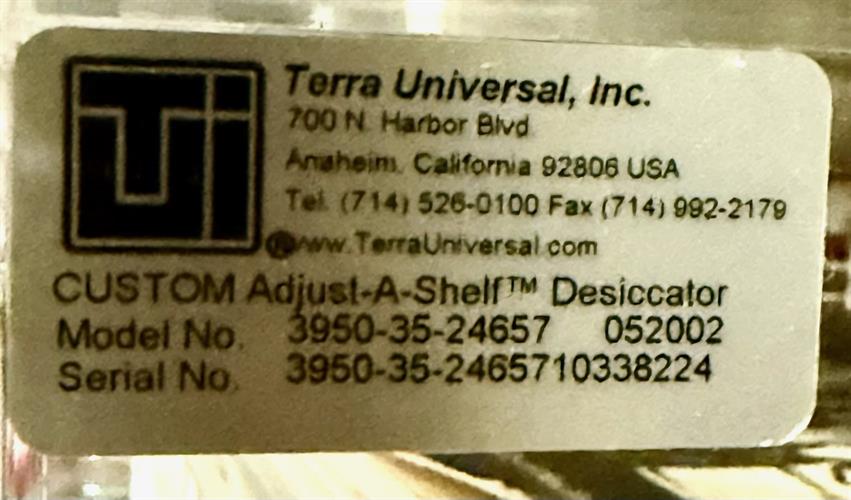 TUi
Terra Universal, Inc.
700 N. Harbor Blvd.
Anaheim, California 92806 USA
Tel. (714) 526-0100 Fax (714) 992-2179
®www.TerraUniversal.com
CUSTOM Adjust-A-Shelf™ Desiccator
Model No. 3950-35-24657 052002
Serial No. 3950-35-2465710338224